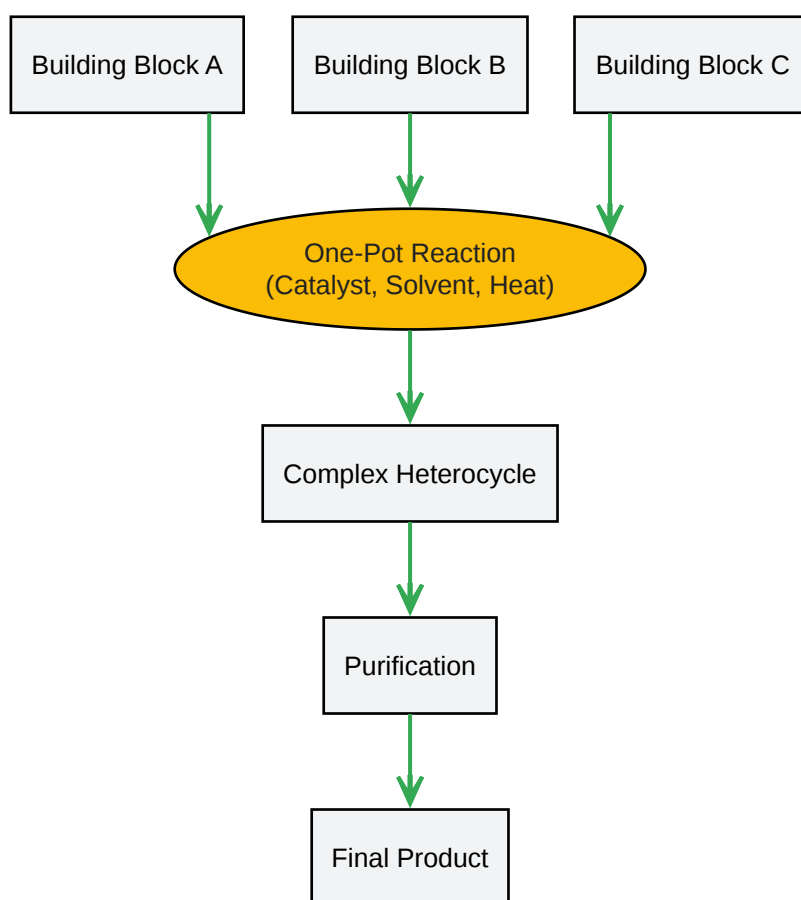 Building Block A
Building Block B
Building Block C
One-Pot Reaction
(Catalyst, Solvent, Heat)
Complex Heterocycle
Purification
Final Product